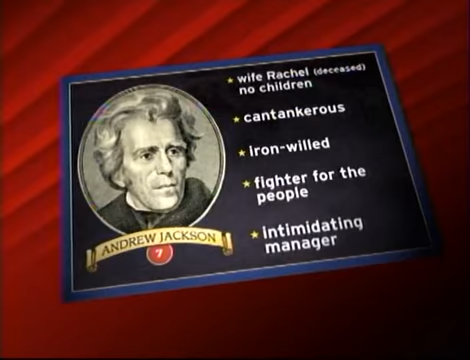 wife Rachel (deceased)
no children
cantankerous
iron-willed
fighter for the
people
intimidating
manager
ANDREW JACKSON
7